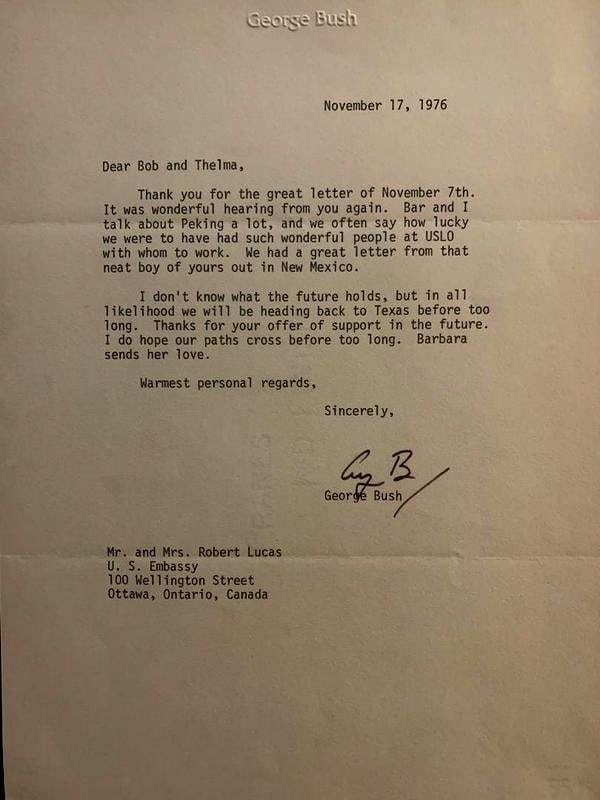 George Bush
November 17, 1976
Dear Bob and Thelma,
Thank you for the great letter of November 7th.
It was wonderful hearing from you again. Bar and I
talk about Peking a lot, and we often say how lucky
we were to have had such wonderful people at USLO
with whom to work. We had a great letter from that
neat boy of yours out in New Mexico.
I don't know what the future holds, but in all
likelihood we will be heading back to Texas before too
long. Thanks for your offer of support in the future.
I do hope our paths cross before too long. Barbara
sends her love.
Warmest personal regards,
Sincerely,
George Bush
Mr. and Mrs. Robert Lucas
U. S. Embassy
100 Wellington Street
Ottawa, Ontario, Canada